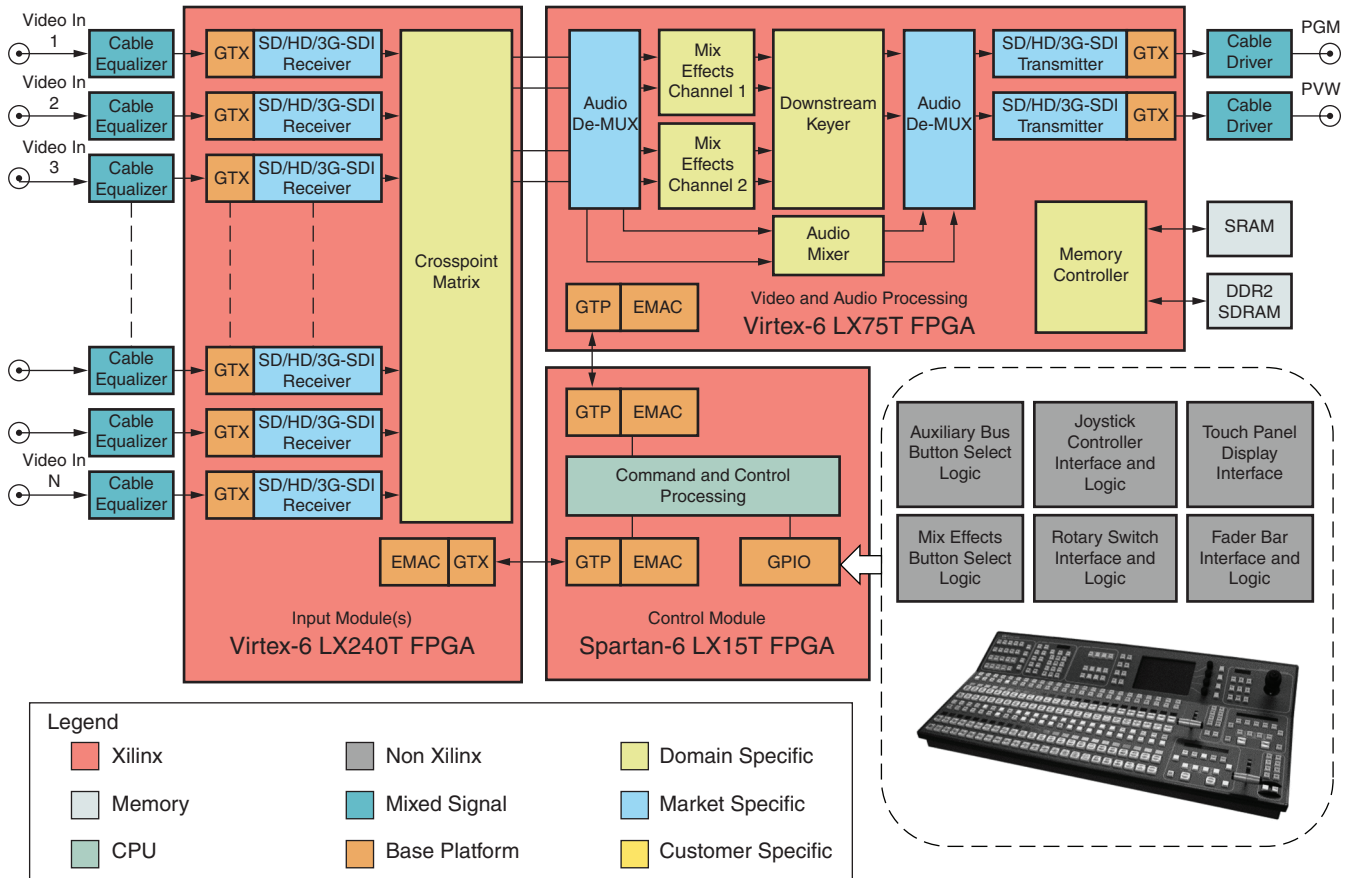 Video In
1
Cable
Equalizer
GTX
SD/HD/3G-SDI
Receiver
Video In
2
Cable
Equalizer
GTX
SD/HD/3G-SDI
Receiver
Video In
3
Cable
Equalizer
GTX
SD/HD/3G-SDI
Receiver
Cable
Equalizer
GTX
SD/HD/3G-SDI
Receiver
Cable
Equalizer
GTX
SD/HD/3G-SDI
Receiver
Video In
N
Cable
Equalizer
GTX
SD/HD/3G-SDI
Receiver
Crosspoint
Matrix
EMAC
GTX
Input Module(s)
Virtex-6 LX240T FPGA
Audio
De-MUX
Mix
Effects
Channel 1
Mix
Effects
Channel 2
Downstream
Keyer
Audio
De-MUX
Audio
Mixer
SD/HD/3G-SDI
Transmitter
GTX
SD/HD/3G-SDI
Transmitter
GTX
Cable
Driver
PGM
Cable
Driver
PVW
Memory
Controller
SRAM
DDR2
SDRAM
GTP
EMAC
Video and Audio Processing
Virtex-6 LX75T FPGA
GTP
EMAC
Command and Control
Processing
GTP
EMAC
GPIO
Control Module
Spartan-6 LX15T FPGA
Auxiliary Bus
Button Select
Logic
Joystick
Controller
Interface and
Logic
Touch Panel
Display
Interface
Mix Effects
Button Select
Logic
Rotary Switch
Interface and
Logic
Fader Bar
Interface and
Logic
Legend
Xilinx
Non Xilinx
Domain Specific
Memory
Mixed Signal
Market Specific
CPU
Base Platform
Customer Specific